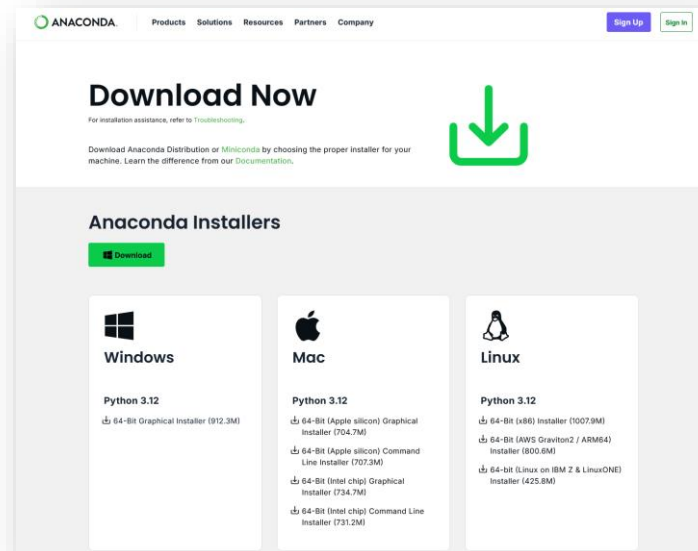 ANACONDA.
Products Solutions Resources Partners Company
Sign Up
Sign In
Download Now
For installation assistance, refer to Troubleshooting.
Download Anaconda Distribution or Miniconda by choosing the proper installer for your
machine. Learn the difference from our Documentation.
Anaconda Installers
Download
Windows
Python 3.12
64-Bit Graphical Installer (912.3M)
Mac
Python 3.12
64-Bit (Apple silicon) Graphical
Installer (704.7M)
64-Bit (Apple silicon) Command
Line Installer (707.3M)
64-Bit (Intel chip) Graphical
Installer (734.7M)
64-Bit (Intel chip) Command Line
Installer (731.2M)
Linux
Python 3.12
64-Bit (x86) Installer (1007.9M)
64-Bit (AWS Graviton2 / ARM64)
Installer (800.6M)
64-bit (Linux on IBM Z & LinuxONE)
Installer (425.8M)